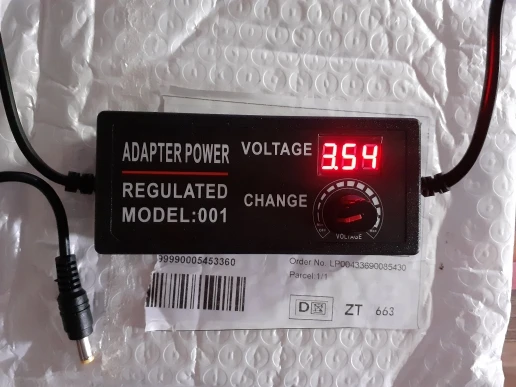 ADAPTER POWER
REGULATED
MODEL:001
VOLTAGE
3.54
CHANGE
VOLTAGE
99990005453360
Order No. LP00433690085430
Parcel 1/1
D
ZT 663